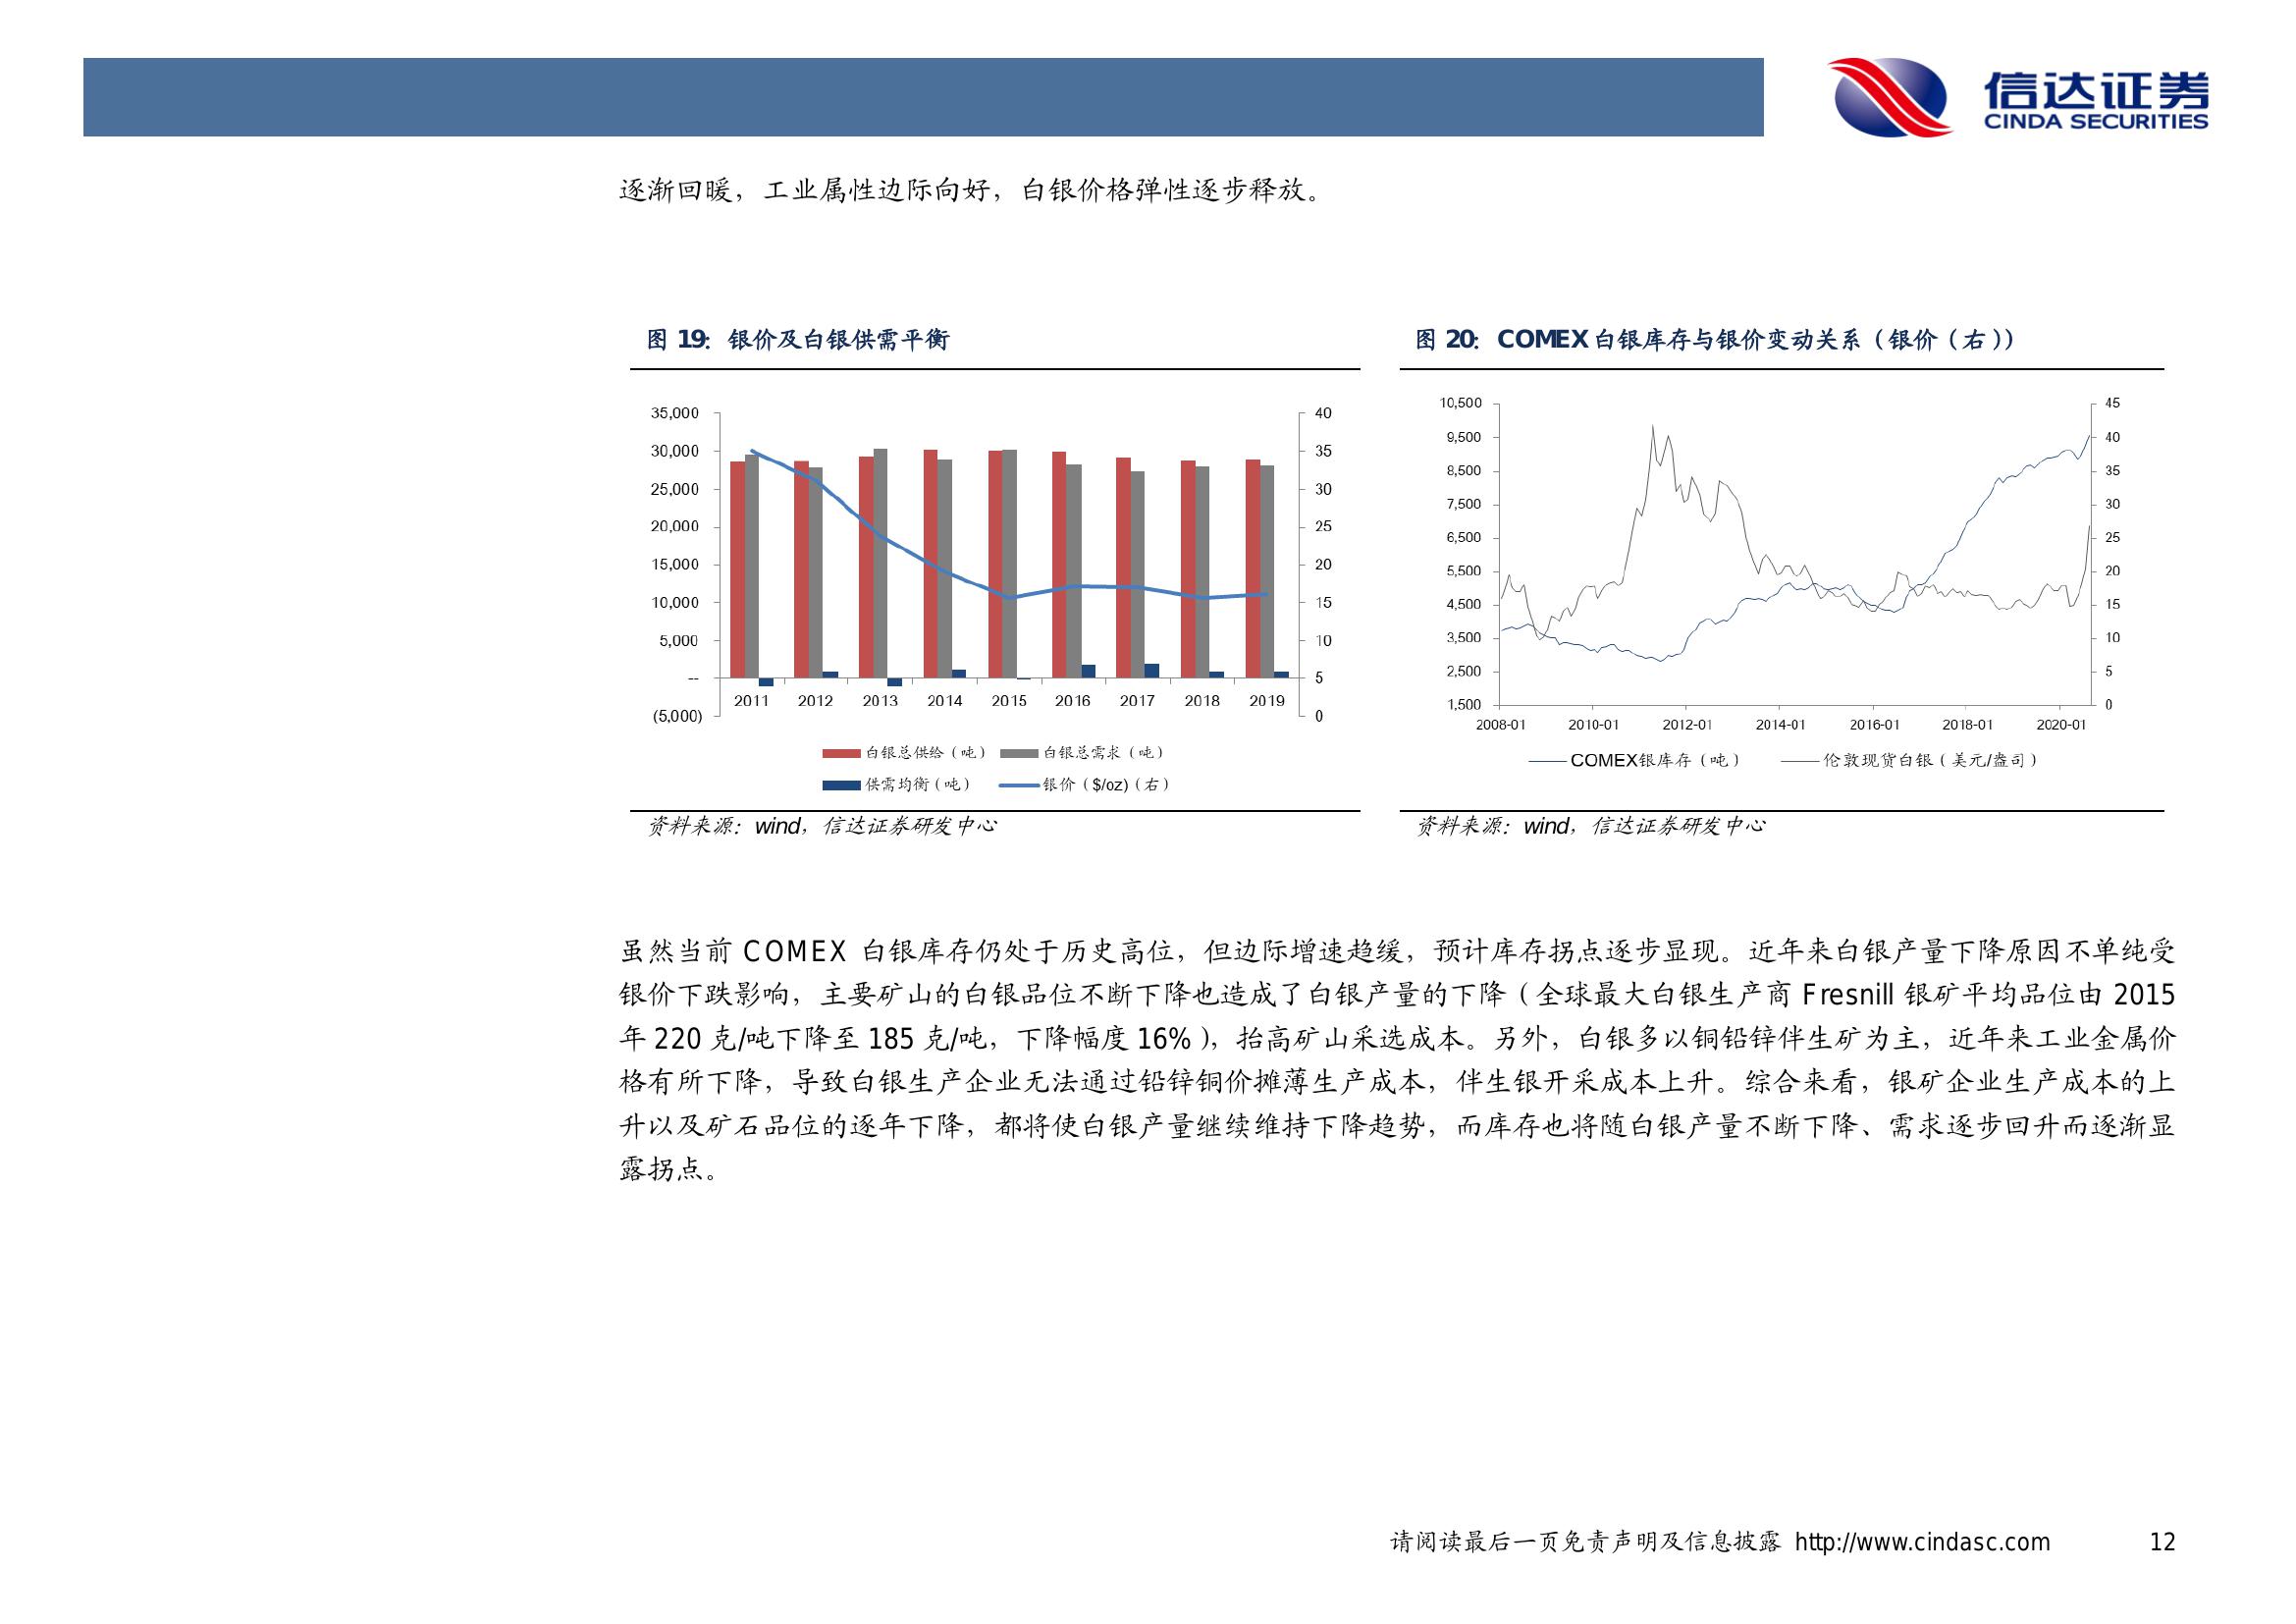 信达证券
CINDA SECURITIES
逐渐回暖，工业属性边际向好，白银价格弹性逐步释放。
图 19：银价及白银供需平衡
35,000
30,000
25,000
20,000
15,000
10,000
5,000
--
(5,000)
40
35
30
25
20
15
10
5
0
2011 2012 2013 2014 2015 2016 2017 2018 2019
白银总供给（吨） 白银总需求（吨）
供需均衡（吨） 银价（$/oz)（右）
资料来源：wind，信达证券研发中心
图 20：COMEX 白银库存与银价变动关系（银价（右））
10,500
9,500
8,500
7,500
6,500
5,500
4,500
3,500
2,500
1,500
45
40
35
30
25
20
15
10
5
0
2008-01 2010-01 2012-01 2014-01 2016-01 2018-01 2020-01
COMEX银库存（吨） 伦敦现货白银（美元/盎司）
资料来源：wind，信达证券研发中心
虽然当前 COMEX 白银库存仍处于历史高位，但边际增速趋缓，预计库存拐点逐步显现。近年来白银产量下降原因不单纯受
银价下跌影响，主要矿山的白银品位不断下降也造成了白银产量的下降（全球最大白银生产商 Fresnill 银矿平均品位由 2015
年 220 克/吨下降至 185 克/吨，下降幅度 16%），抬高矿山采选成本。另外，白银多以铜铅锌伴生矿为主，近年来工业金属价
格有所下降，导致白银生产企业无法通过铅锌铜价摊薄生产成本，伴生银开采成本上升。综合来看，银矿企业生产成本的上
升以及矿石品位的逐年下降，都将使白银产量继续维持下降趋势，而库存也将随白银产量不断下降、需求逐步回升而逐渐显
露拐点。
请阅读最后一页免责声明及信息披露 http://www.cindasc.com 12